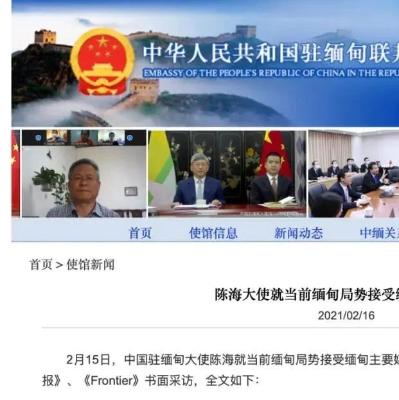 中华人民共和国驻缅甸联
EMBASSY OF THE PEOPLE'S REPUBLIC OF CHINA IN THE REPUB
首页 使馆信息 新闻动态 中缅关
首页 > 使馆新闻
陈海大使就当前缅甸局势接受
2021/02/16
2月15日，中国驻缅甸大使陈海就当前缅甸局势接受缅甸主要
报》、《Frontier》书面采访，全文如下：